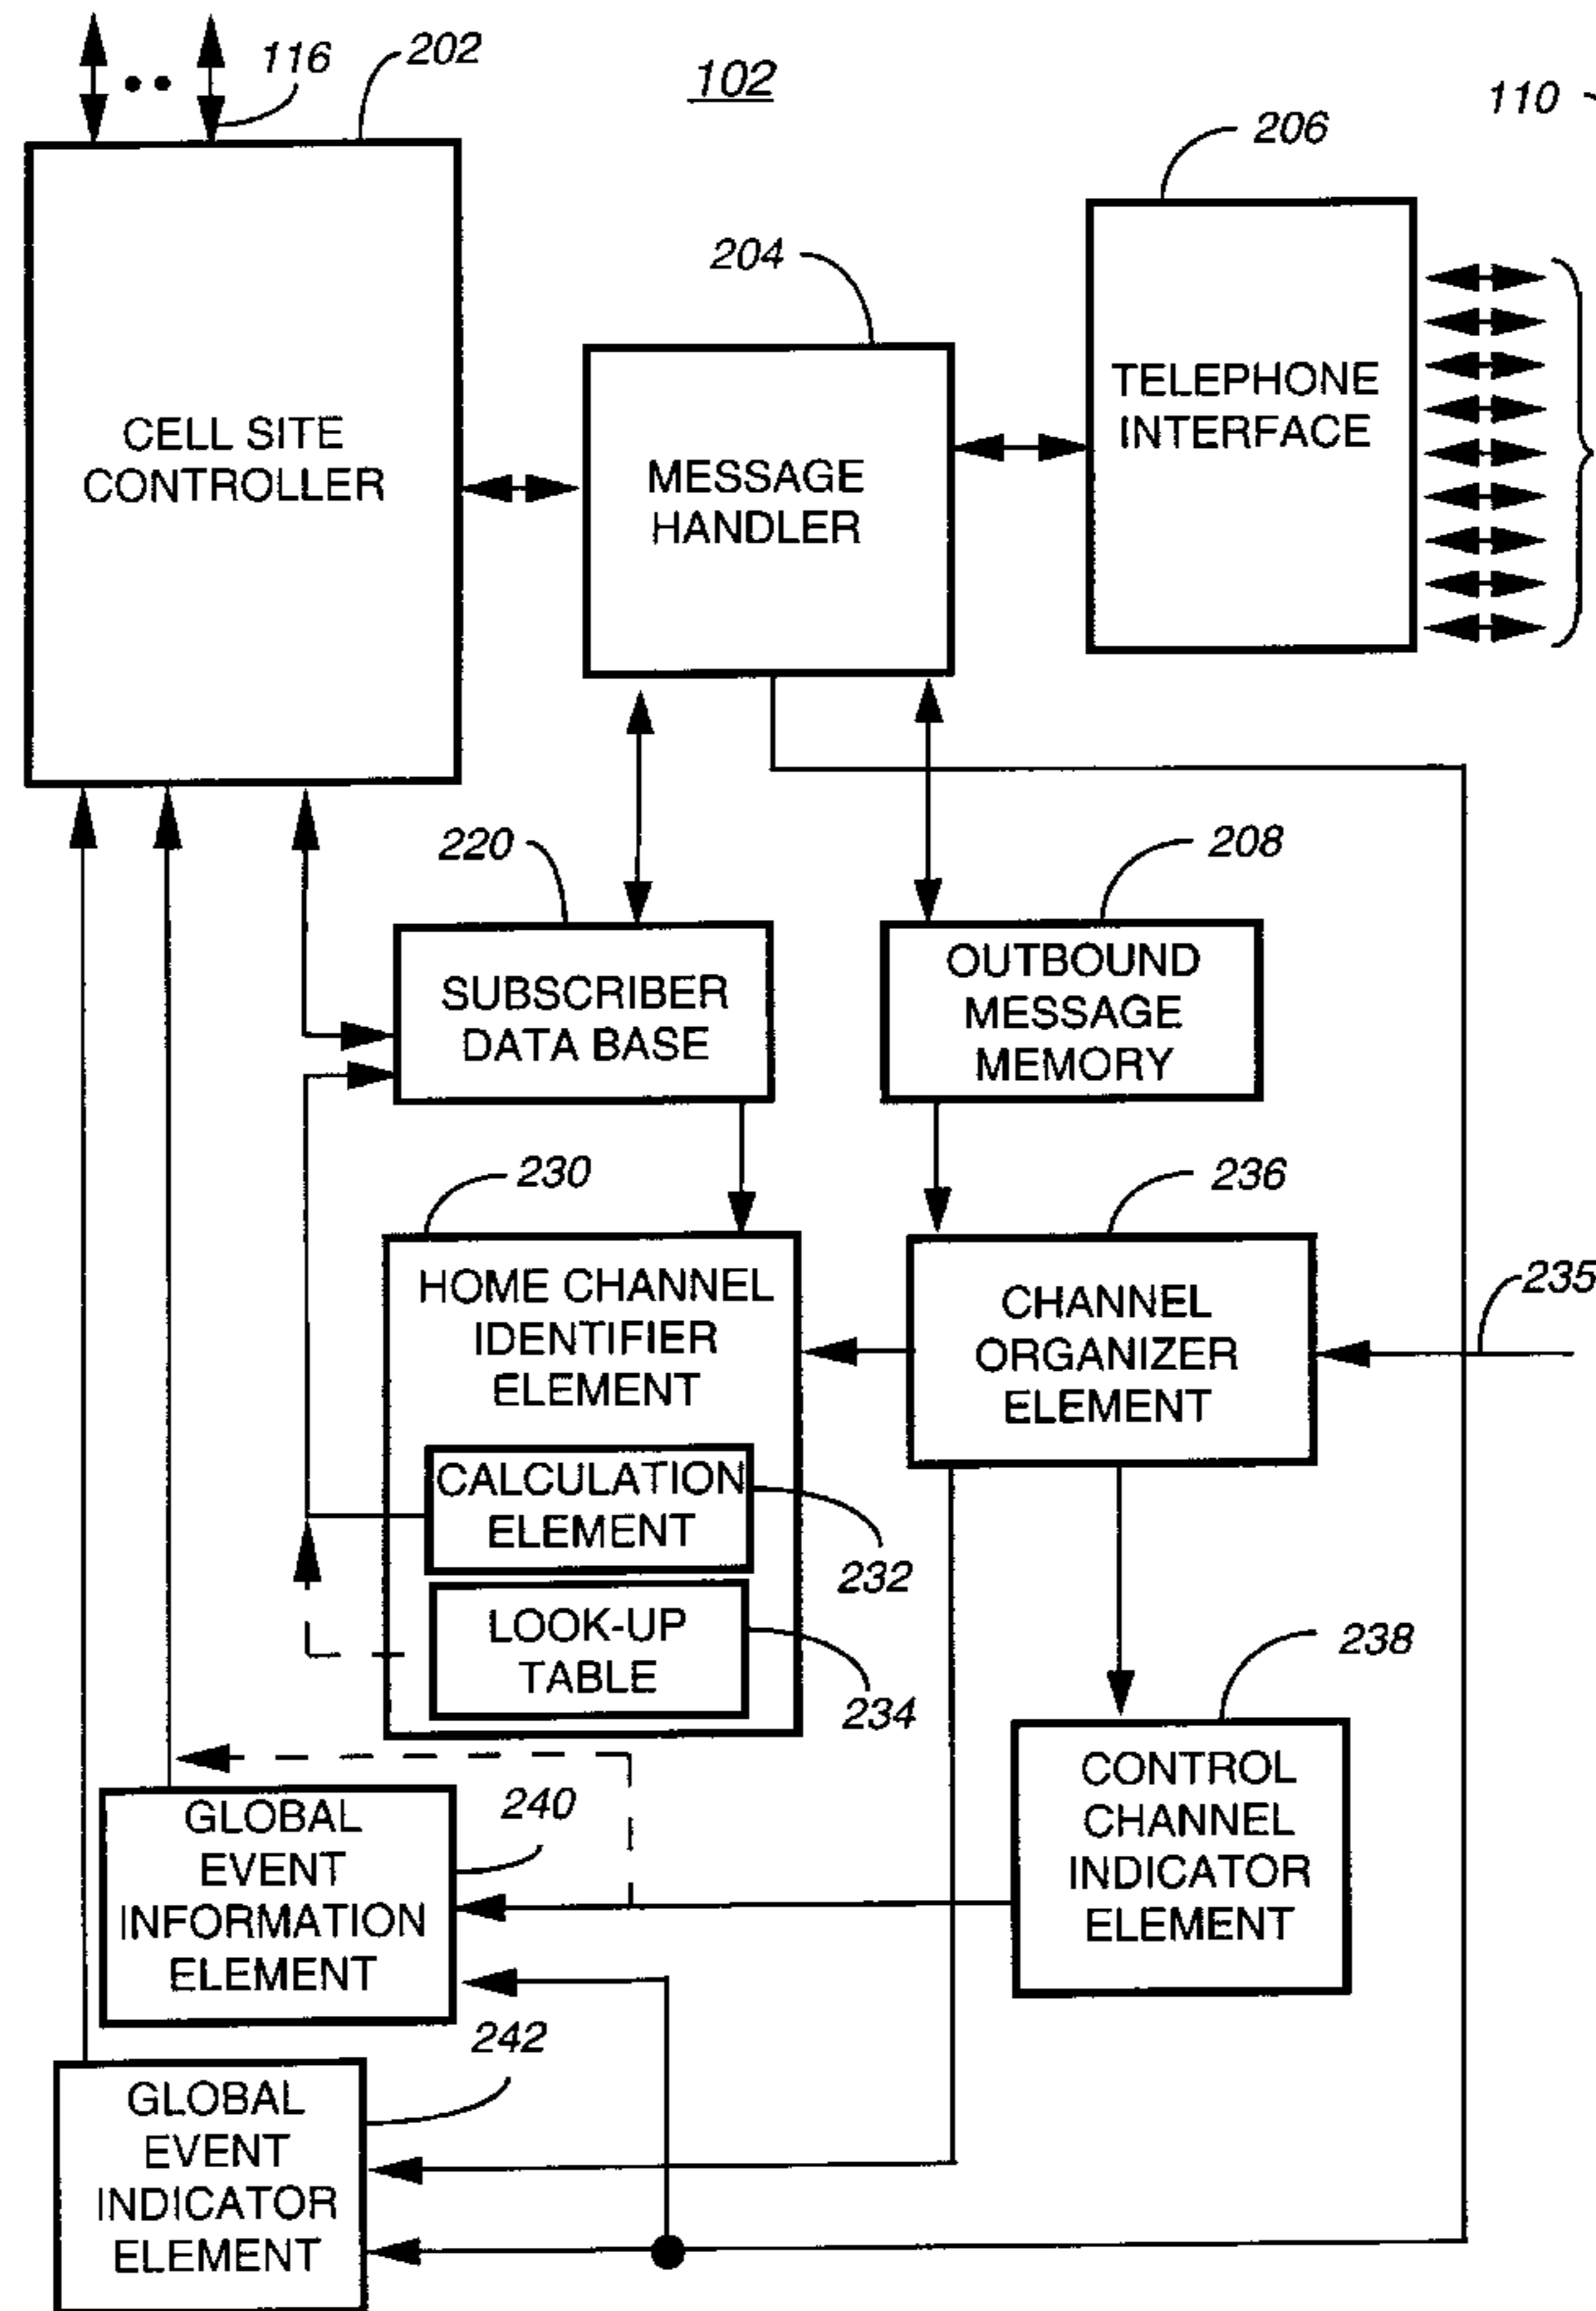 116
202
102
110
206
204
CELL SITE
CONTROLLER
MESSAGE
HANDLER
TELEPHONE
INTERFACE
220
208
SUBSCRIBER
DATA BASE
OUTBOUND
MESSAGE
MEMORY
230
236
235
HOME CHANNEL
IDENTIFIER
ELEMENT
CHANNEL
ORGANIZER
ELEMENT
CALCULATION
ELEMENT
232
LOOK-UP
TABLE
234
238
CONTROL
CHANNEL
INDICATOR
ELEMENT
240
GLOBAL
EVENT
INFORMATION
ELEMENT
242
GLOBAL
EVENT
INDICATOR
ELEMENT